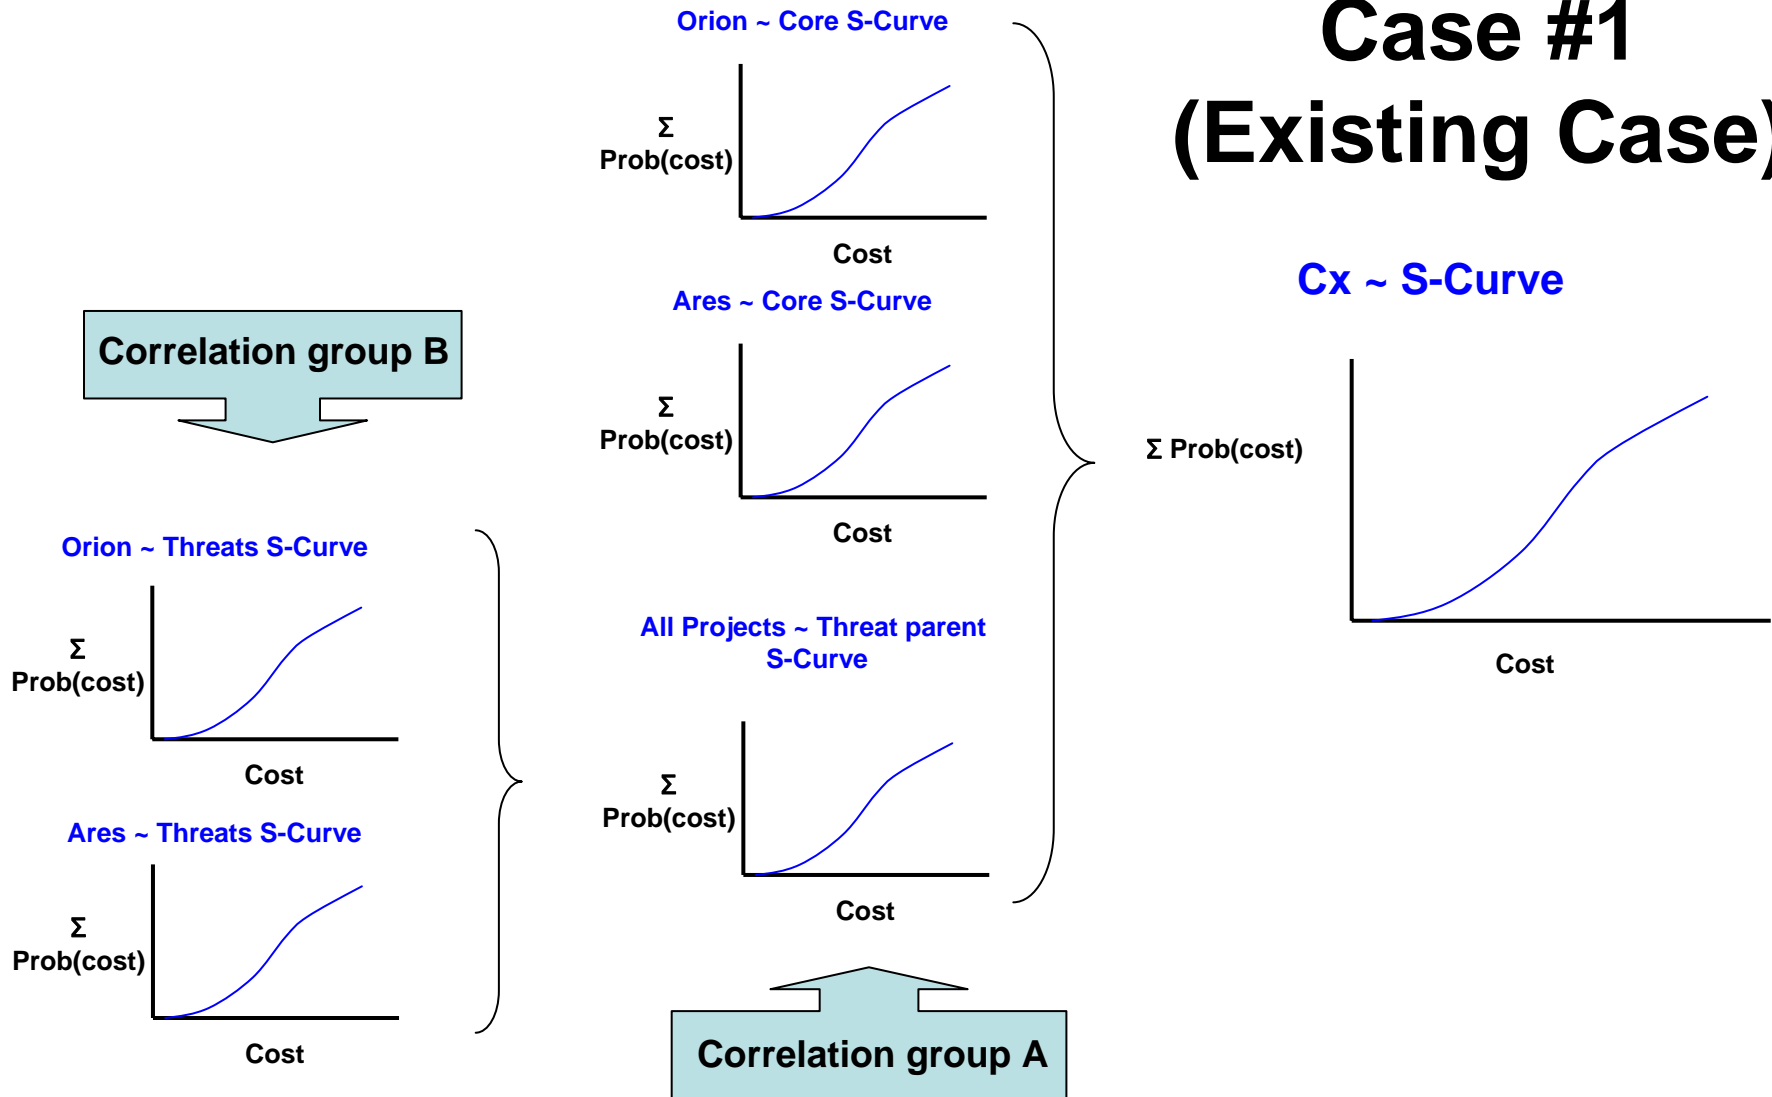 Case #1
(Existing Case)
Orion ~ Core S-Curve
Σ
Prob(cost)
Cost
Ares ~ Core S-Curve
Σ
Prob(cost)
Cost
Correlation group B
Orion ~ Threats S-Curve
Σ
Prob(cost)
Cost
Ares ~ Threats S-Curve
Σ
Prob(cost)
Cost
All Projects ~ Threat parent
S-Curve
Σ
Prob(cost)
Cost
Correlation group A
Cx ~ S-Curve
Σ Prob(cost)
Cost